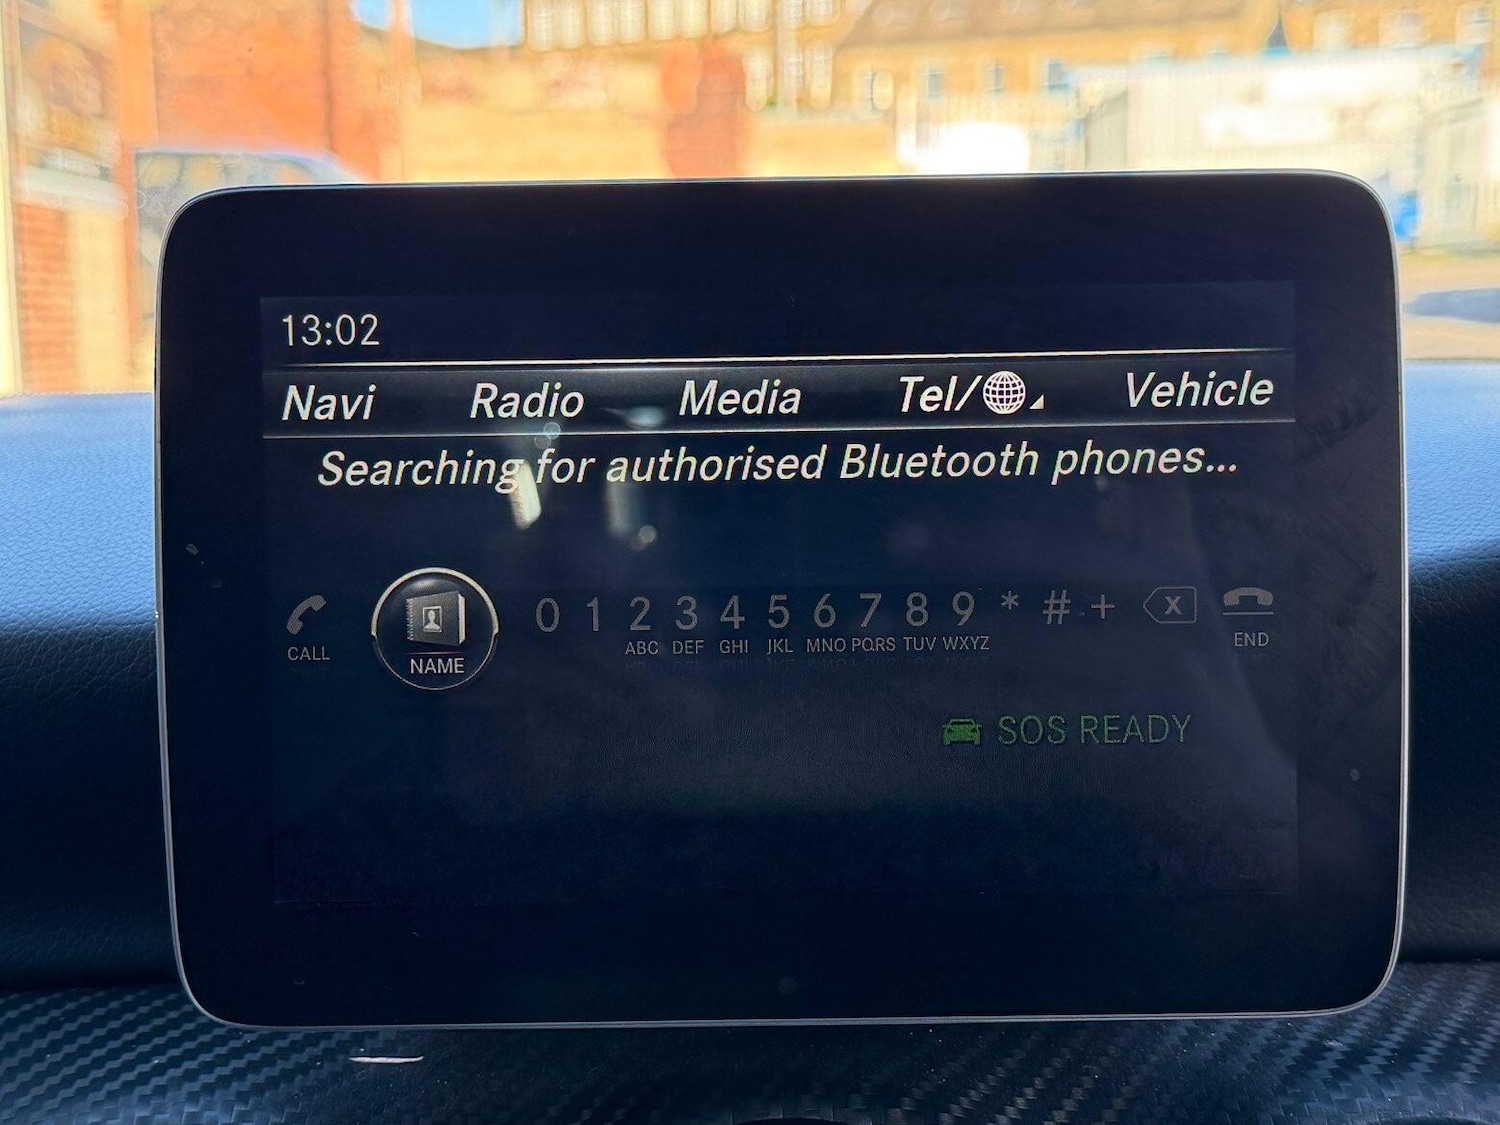 13:02
Navi Radio Media Tel/ Vehicle
Searching for authorised Bluetooth phones...
0 1 2 3 4 5 6 7 8 9 * # + X
CALL NAME ABC DEF GHI JKL MNO PQRS TUV WXYZ END
SOS READY